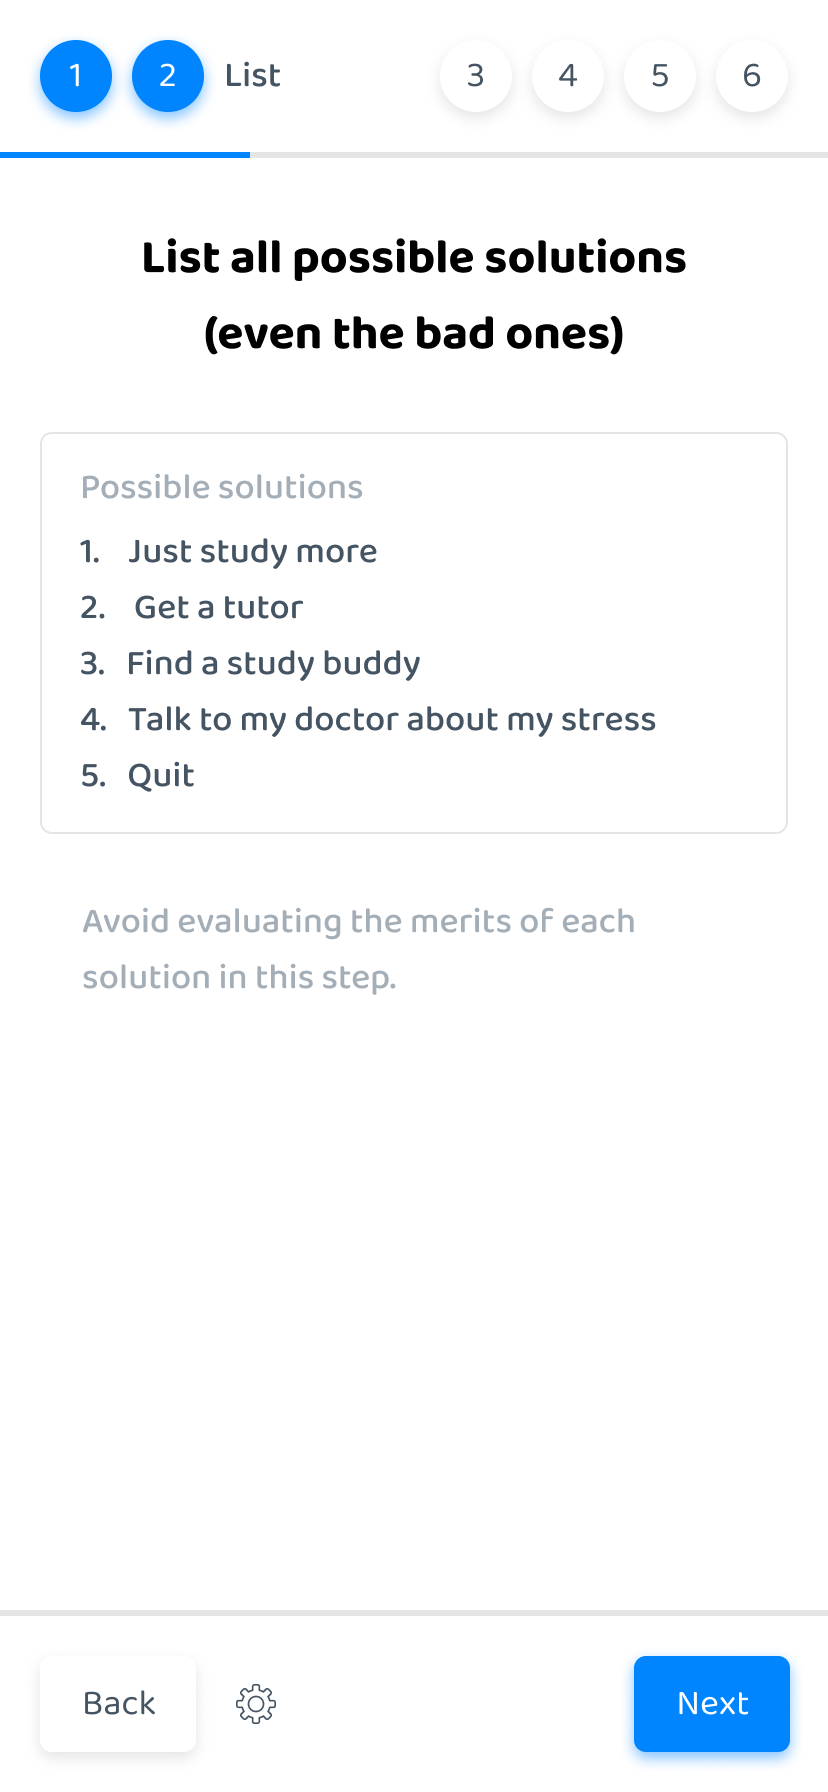 1 2 List 3 4 5 6
List all possible solutions
(even the bad ones)
Possible solutions
1. Just study more
2. Get a tutor
3. Find a study buddy
4. Talk to my doctor about my stress
5. Quit
Avoid evaluating the merits of each
solution in this step.
Back Next